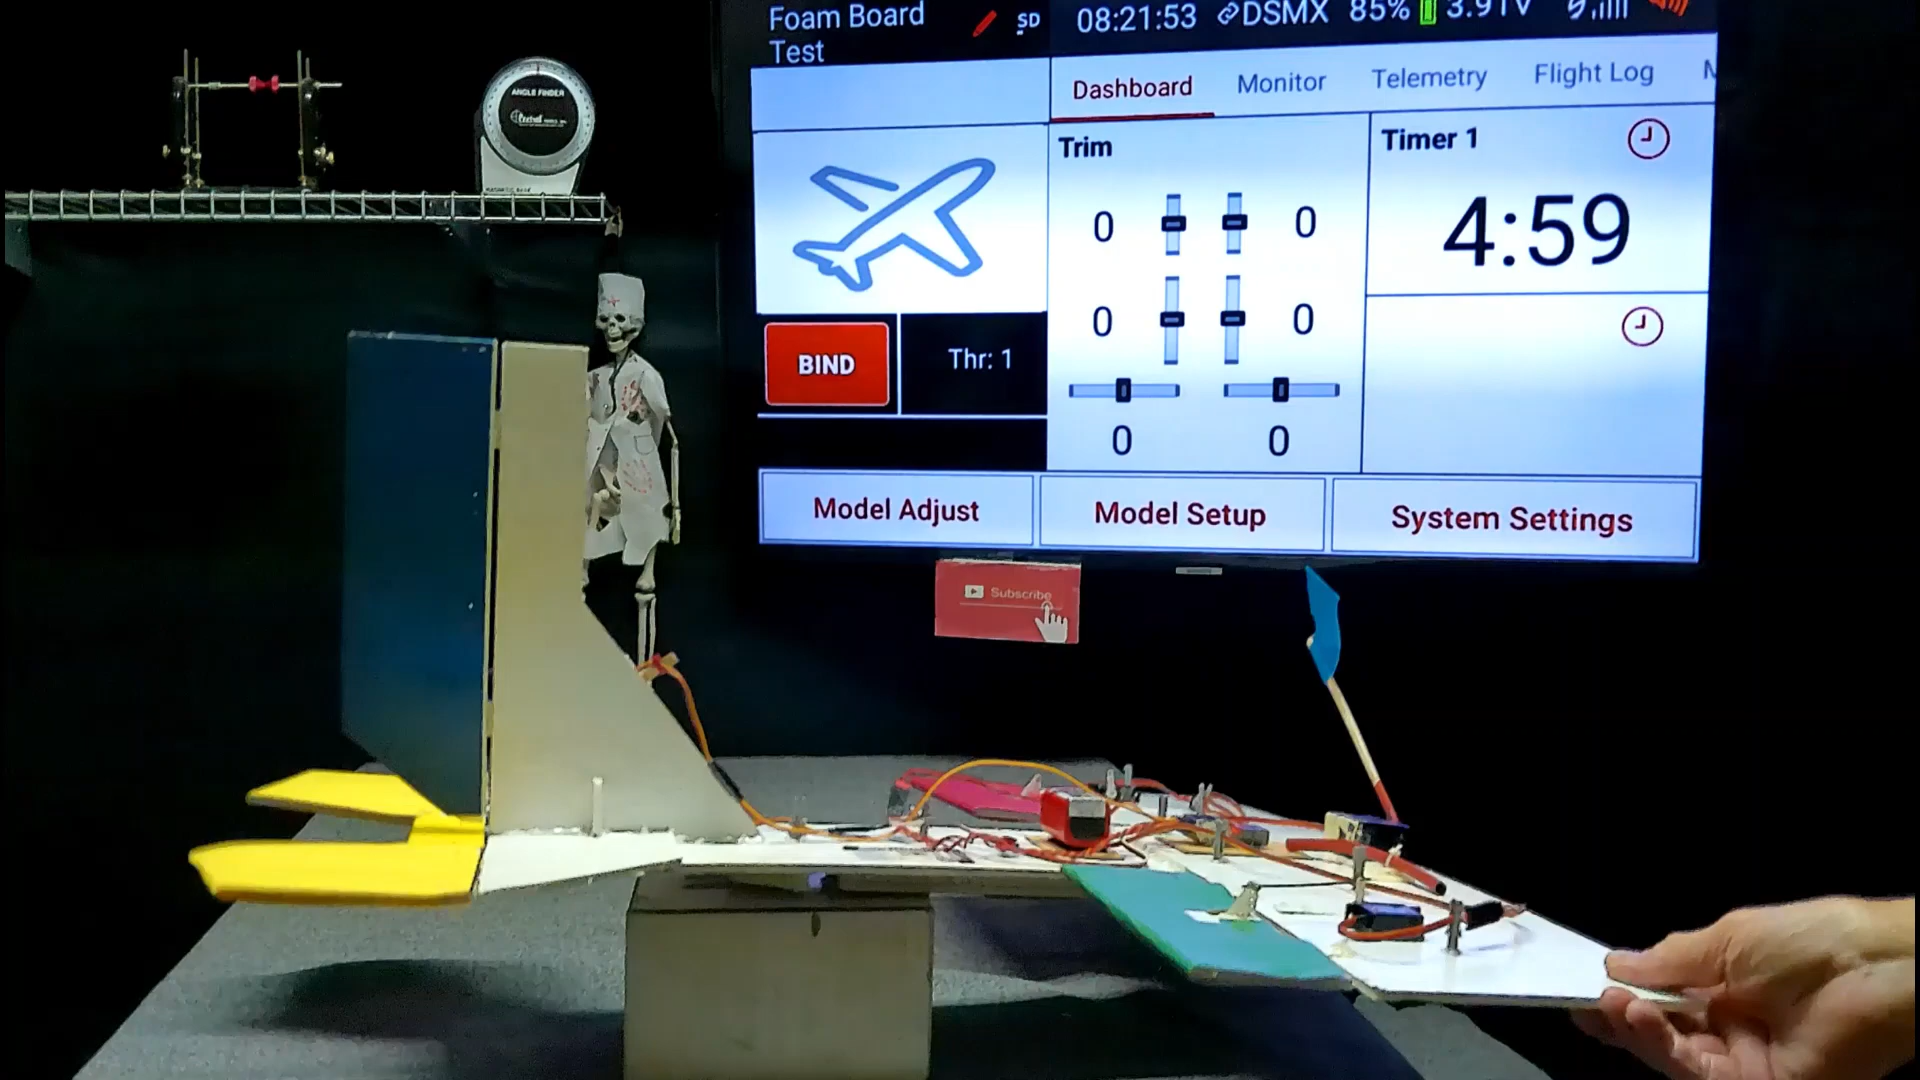 Foam Board
Test
SD
08:21:53
DSMX
85%
3.91V
Dashboard
Monitor
Telemetry
Flight Log
Trim
Timer 1
0
0
4:59
0
0
BIND
Thr: 1
0
0
Model Adjust
Model Setup
System Settings
ANGLE FINDER
Subscribe